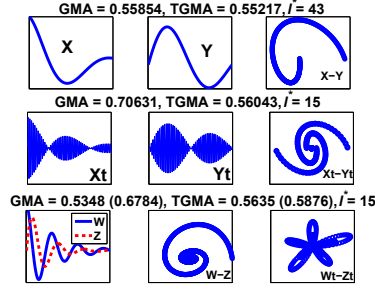 GMA = 0.55854, TGMA = 0.55217, l* = 43
X
Y
X−Y
GMA = 0.70631, TGMA = 0.56043, l* = 15
Xt
Yt
Xt−Yt
GMA = 0.5348 (0.6784), TGMA = 0.5635 (0.5876), l* = 15
W
Z
W−Z
Wt−Zt